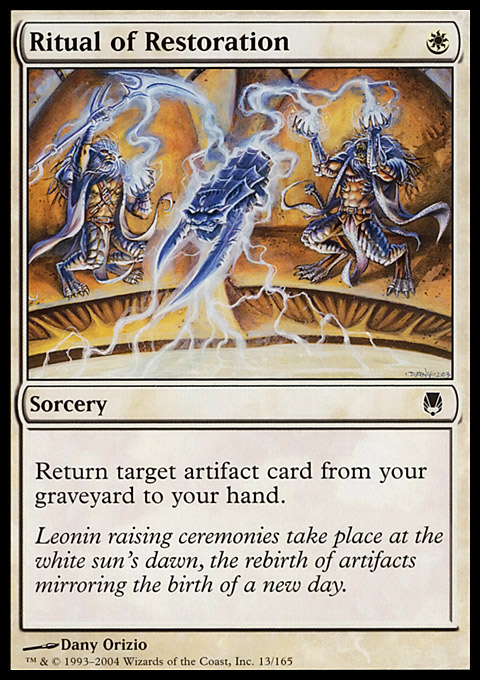 Ritual of Restoration
Sorcery
Return target artifact card from your
graveyard to your hand.
Leonin raising ceremonies take place at the
white sun's dawn, the rebirth of artifacts
mirroring the birth of a new day.
Dany Orizio
™ & © 1993–2004 Wizards of the Coast, Inc. 13/165